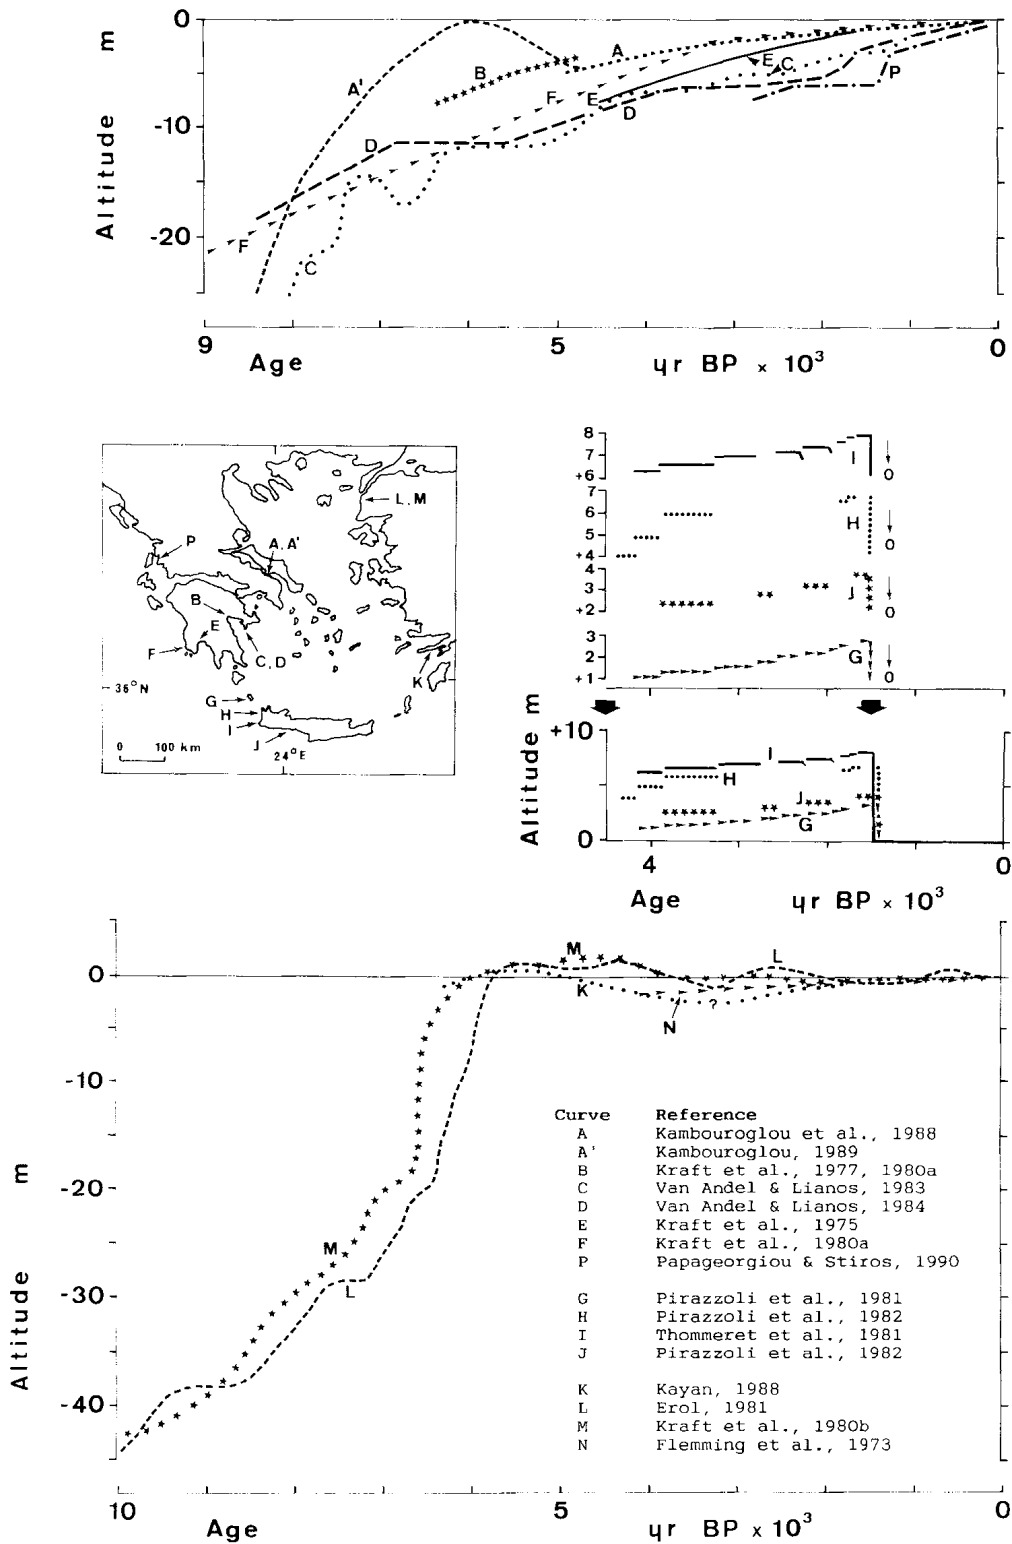 0
m
-10
Altitude
-20
A'
B
A
E
C
P
F
E
D
D
F
C
9
5
0
Age
yr BP × 10³
L, M
P
A, A'
B
E
F
C, D
K
36°N
G
H
I
J
0 100 km
24°E
8
7
+6
I
0
7
6
5
+4
H
0
4
3
+2
J
0
3
2
+1
G
0
Altitude m
+10
0
I
H
J
G
4
0
Age
yr BP × 10³
0
-10
m
-20
-30
Altitude
-40
M
L
K
N
?
M
L
Curve Reference
A Kambouroglou et al., 1988
A' Kambouroglou, 1989
B Kraft et al., 1977, 1980a
C Van Andel & Lianos, 1983
D Van Andel & Lianos, 1984
E Kraft et al., 1975
F Kraft et al., 1980a
P Papageorgiou & Stiros, 1990
G Pirazzoli et al., 1981
H Pirazzoli et al., 1982
I Thommeret et al., 1981
J Pirazzoli et al., 1982
K Kayan, 1988
L Erol, 1981
M Kraft et al., 1980b
N Flemming et al., 1973
10
5
0
Age
yr BP × 10³